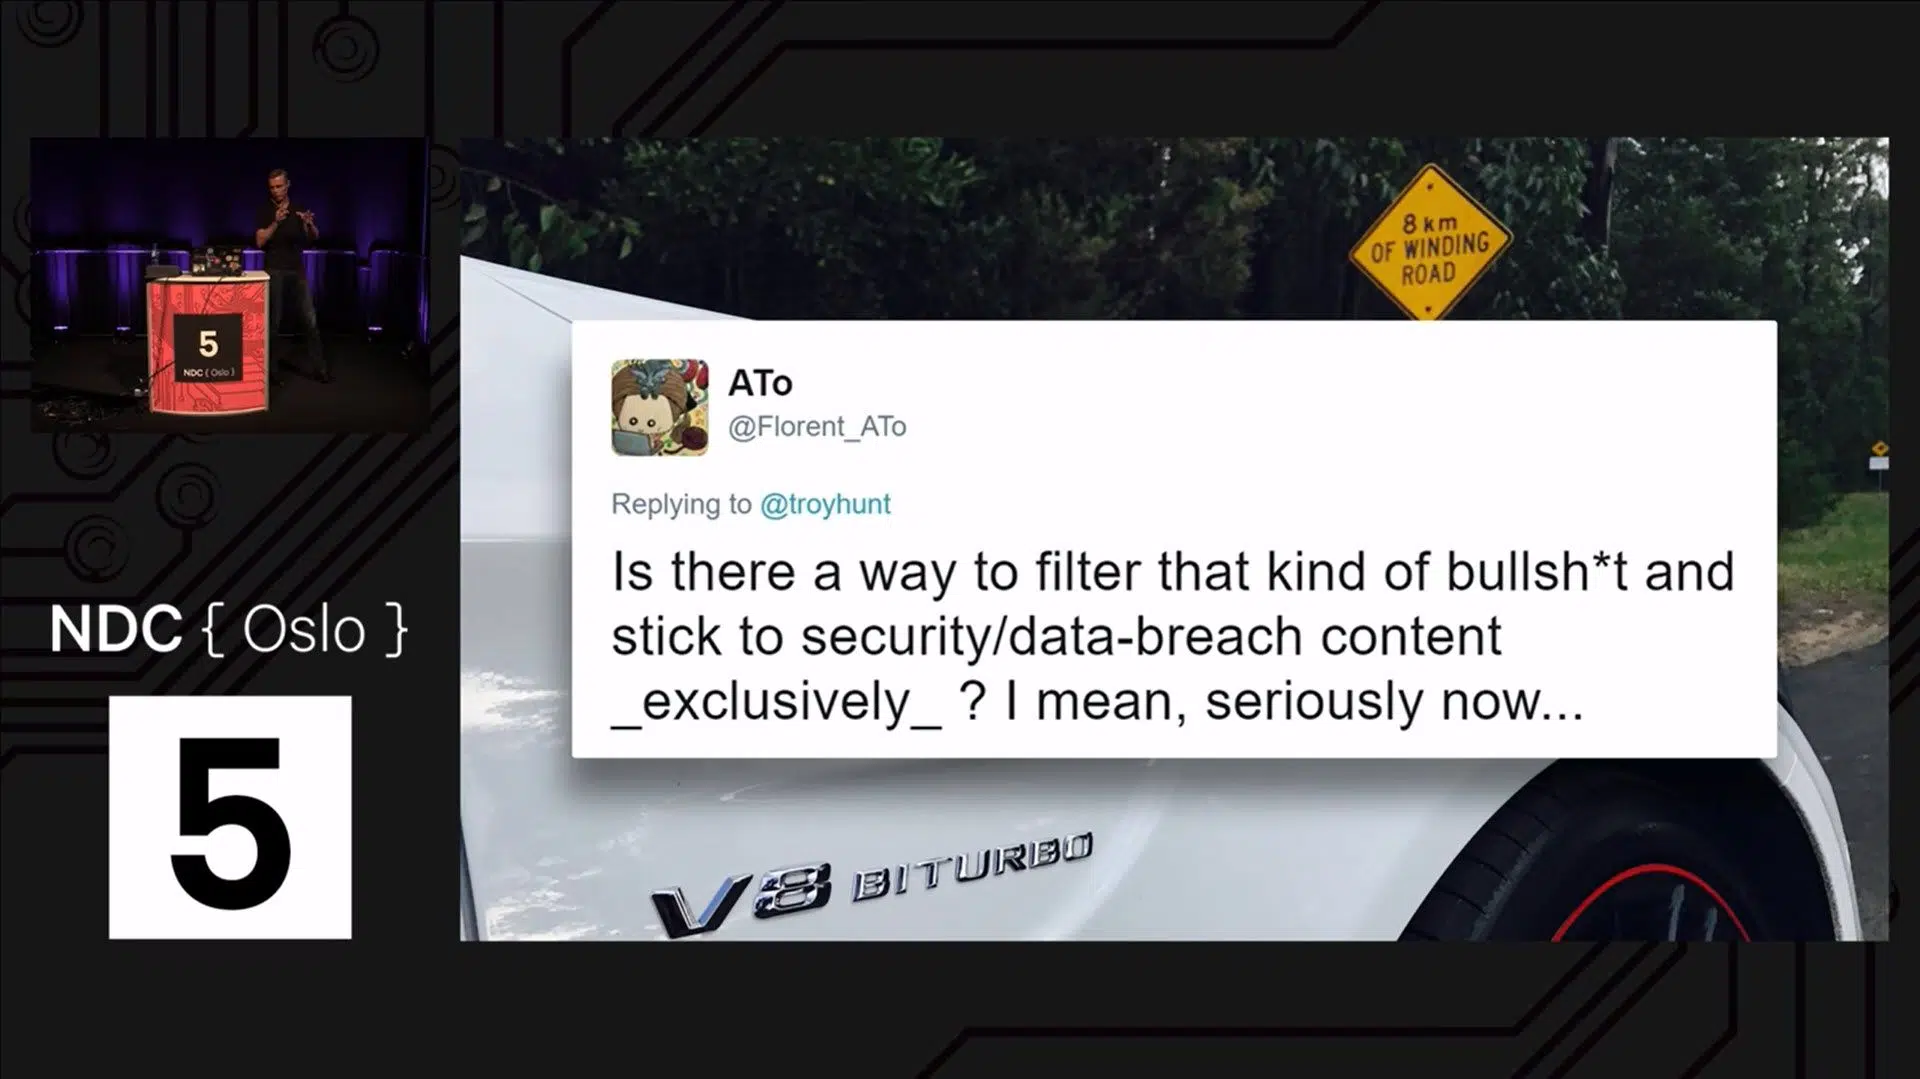 5
NDC { Oslo }
NDC { Oslo }
5
8 km
OF WINDING
ROAD
ATo
@Florent_ATo
Replying to @troyhunt
Is there a way to filter that kind of bullsh*t and
stick to security/data-breach content
_exclusively_ ? I mean, seriously now...
V8 BITURBO